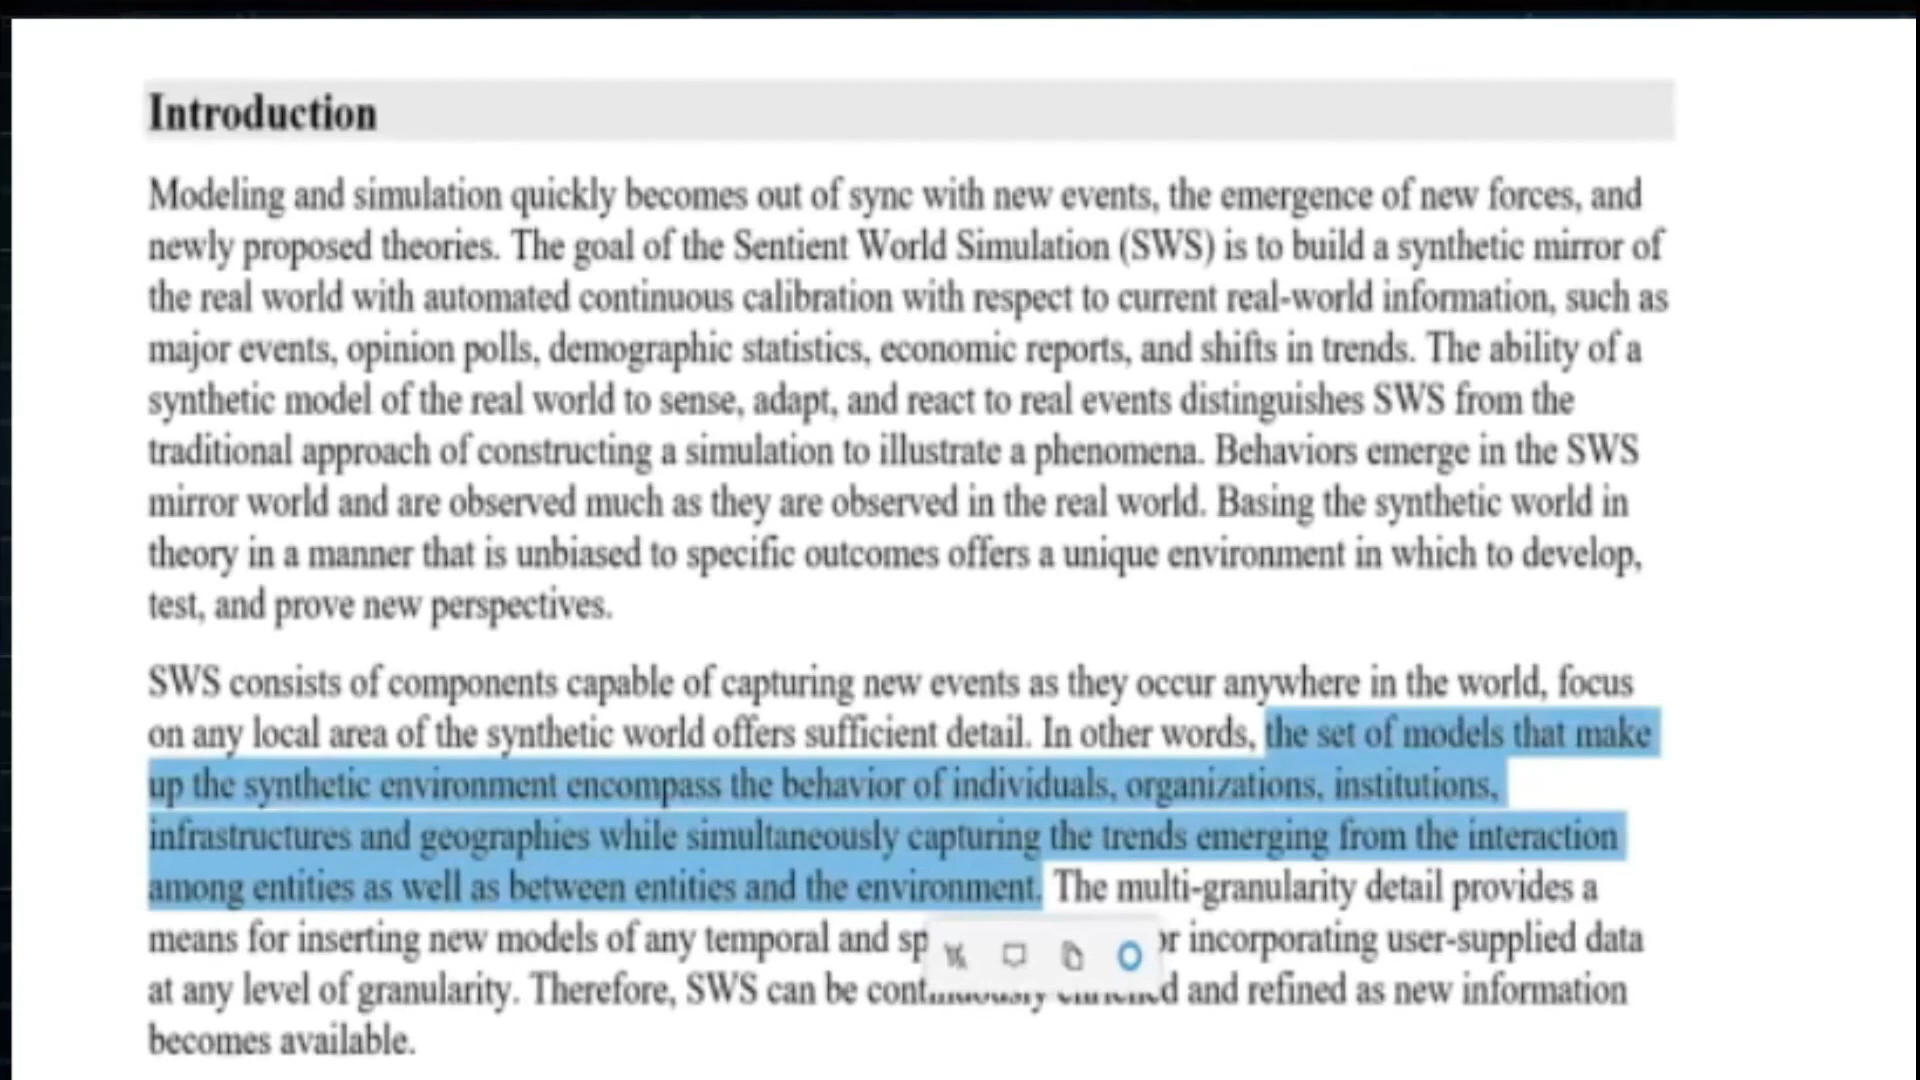 Introduction
Modeling and simulation quickly becomes out of sync with new events, the emergence of new forces, and
newly proposed theories. The goal of the Sentient World Simulation (SWS) is to build a synthetic mirror of
the real world with automated continuous calibration with respect to current real-world information, such as
major events, opinion polls, demographic statistics, economic reports, and shifts in trends. The ability of a
synthetic model of the real world to sense, adapt, and react to real events distinguishes SWS from the
traditional approach of constructing a simulation to illustrate a phenomena. Behaviors emerge in the SWS
mirror world and are observed much as they are observed in the real world. Basing the synthetic world in
theory in a manner that is unbiased to specific outcomes offers a unique environment in which to develop,
test, and prove new perspectives.
SWS consists of components capable of capturing new events as they occur anywhere in the world, focus
on any local area of the synthetic world offers sufficient detail. In other words, the set of models that make
up the synthetic environment encompass the behavior of individuals, organizations, institutions,
infrastructures and geographies while simultaneously capturing the trends emerging from the interaction
among entities as well as between entities and the environment. The multi-granularity detail provides a
means for inserting new models of any temporal and incorporating user-supplied data
at any level of granularity. Therefore, SWS can be and refined as new information
becomes available.